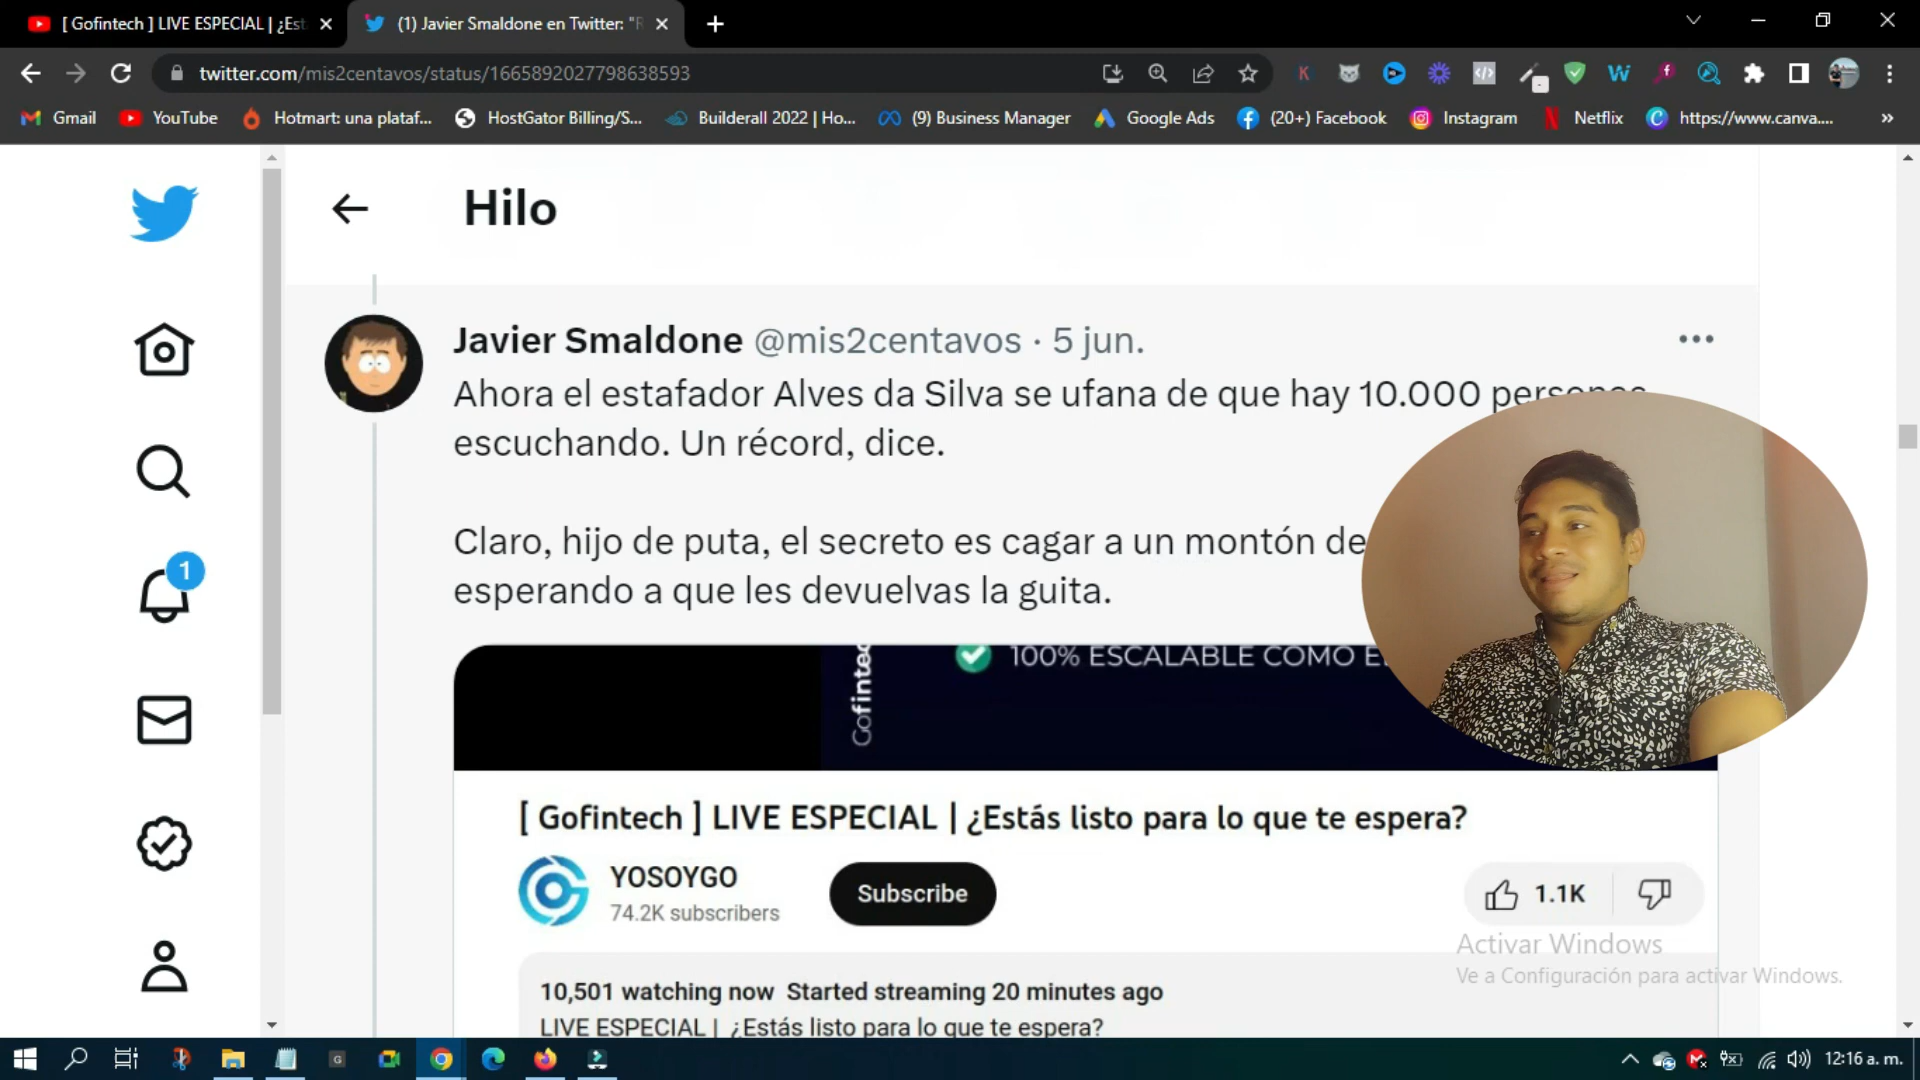 [ Gofintech ] LIVE ESPECIAL | ¿Est
(1) Javier Smaldone en Twitter: "R
twitter.com/mis2centavos/status/1665892027798638593
Gmail
YouTube
Hotmart: una plataf...
HostGator Billing/S...
Builderall 2022 | Ho...
(9) Business Manager
Google Ads
(20+) Facebook
Instagram
Netflix
https://www.canva....
»
Hilo
Javier Smaldone @mis2centavos · 5 jun.
Ahora el estafador Alves da Silva se ufana de que hay 10.000 personas
escuchando. Un récord, dice.
Claro, hijo de puta, el secreto es cagar a un montón de
esperando a que les devuelvas la guita.
1
Gofintec
100% ESCALABLE COMO E
[ Gofintech ] LIVE ESPECIAL | ¿Estás listo para lo que te espera?
YOSOYGO
74.2K subscribers
Subscribe
1.1K
Activar Windows
Ve a Configuración para activar Windows.
10,501 watching now Started streaming 20 minutes ago
LIVE ESPECIAL | ¿Estás listo para lo que te espera?
12:16 a. m.